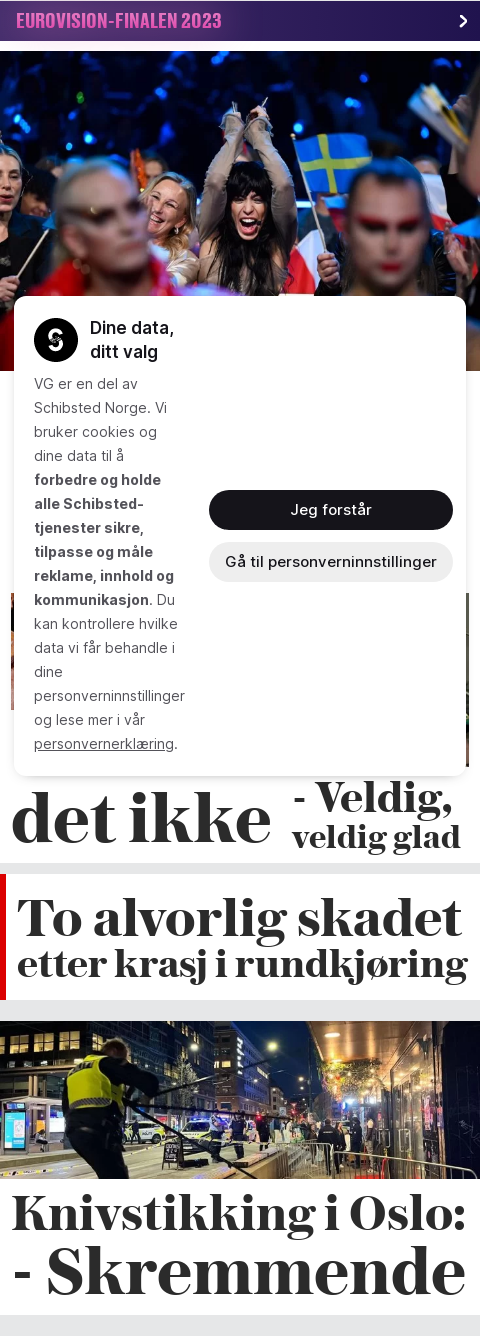 EUROVISION-FINALEN 2023
Dine data,
ditt valg
VG er en del av
Schibsted Norge. Vi
bruker cookies og
dine data til å
forbedre og holde
alle Schibsted-
tjenester sikre,
tilpasse og måle
reklame, innhold og
kommunikasjon. Du
kan kontrollere hvilke
data vi får behandle i
dine
personverninnstillinger
og lese mer i vår
personvernerklæring.
Jeg forstår
Gå til personverninnstillinger
det ikke
- Veldig,
veldig glad
To alvorlig skadet
etter krasj i rundkjøring
Knivstikking i Oslo:
- Skremmende